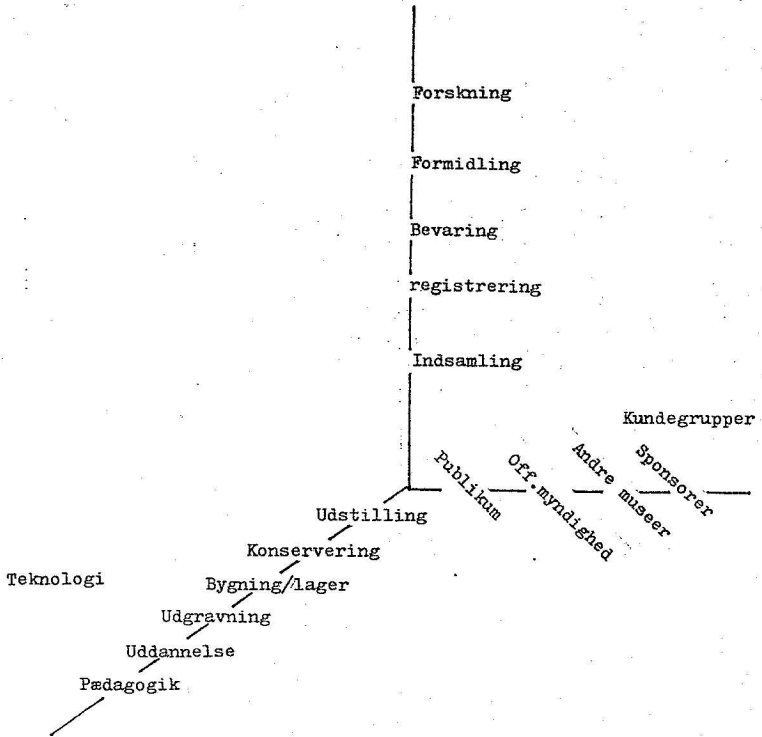 Forskning
Formidling
Bevaring
registrering
Indsamling
Kundegrupper
Publikum
Off.myndighed
Andre museer
Sponsorer
Udstilling
Konservering
Teknologi
Bygning/lager
Udgravning
Uddannelse
Pædagogik